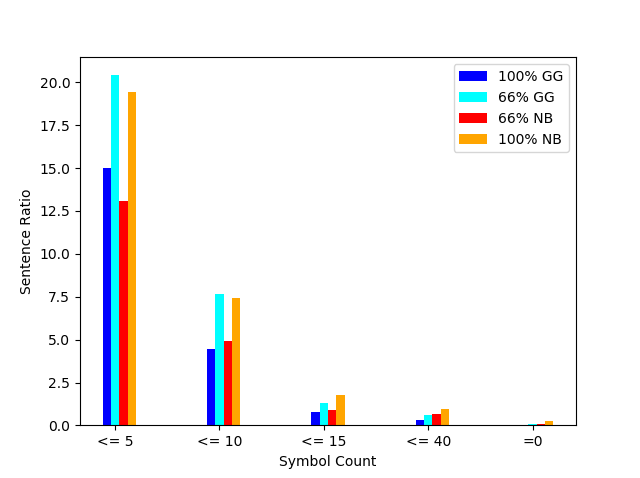 20.0
17.5
15.0
12.5
10.0
7.5
5.0
2.5
0.0
Sentence Ratio
100% GG
66% GG
66% NB
100% NB
<= 5
<= 10
<= 15
<= 40
=0
Symbol Count